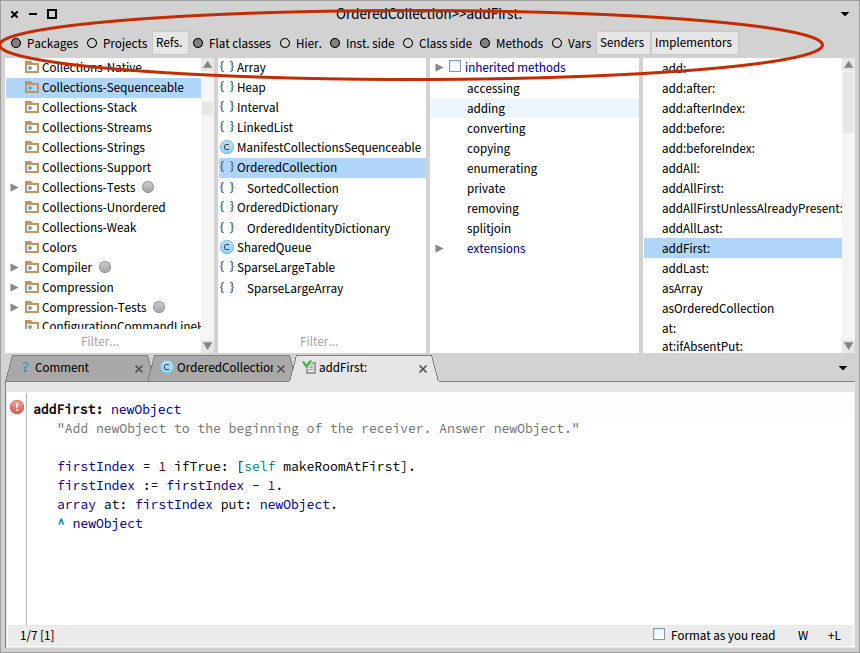 OrderedCollection>>addFirst:
Packages Projects Refs. Flat classes Hier. Inst. side Class side Methods Vars Senders Implementors
Collections-Native
Collections-Sequenceable
Collections-Stack
Collections-Streams
Collections-Strings
Collections-Support
Collections-Tests
Collections-Unordered
Collections-Weak
Colors
Compiler
Compression
Compression-Tests
ConfigurationCommandLineH
Filter...
{ } Array
{ } Heap
{ } Interval
{ } LinkedList
C ManifestCollectionsSequenceable
{ } OrderedCollection
{ } SortedCollection
{ } OrderedDictionary
{ } OrderedIdentityDictionary
C SharedQueue
{ } SparseLargeTable
{ } SparseLargeArray
Filter...
inherited methods
accessing
adding
converting
copying
enumerating
private
removing
splitjoin
extensions
add:
add:after:
add:afterIndex:
add:before:
add:beforeIndex:
addAll:
addAllFirst:
addAllFirstUnlessAlreadyPresent:
addAllLast:
addFirst:
addLast:
asArray
asOrderedCollection
at:
at:ifAbsentPut:
? Comment
C OrderedCollection
addFirst:
addFirst: newObject
"Add newObject to the beginning of the receiver. Answer newObject."
firstIndex = 1 ifTrue: [self makeRoomAtFirst].
firstIndex := firstIndex - 1.
array at: firstIndex put: newObject.
^ newObject
1/7 [1]
Format as you read W +L